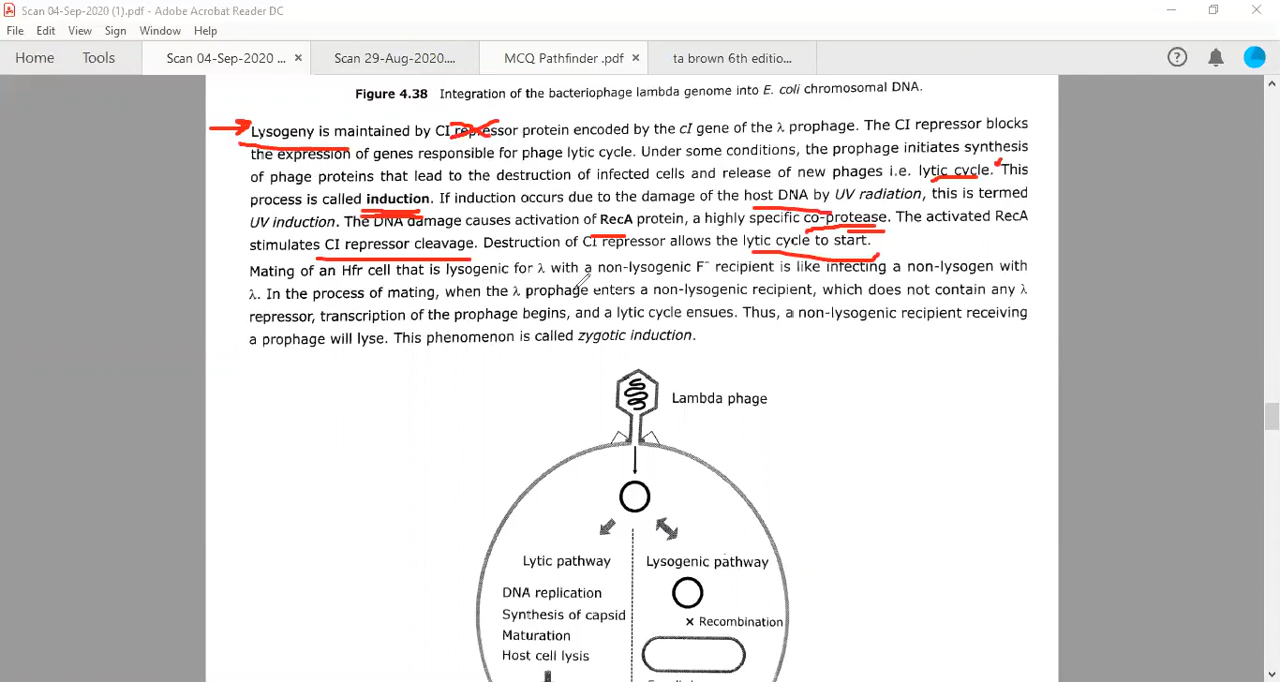 Scan 04-Sep-2020 (1).pdf - Adobe Acrobat Reader DC
File Edit View Sign Window Help
Home Tools Scan 04-Sep-2020 ... × Scan 29-Aug-2020.... MCQ Pathfinder .pdf × ta brown 6th editio...
Figure 4.38 Integration of the bacteriophage lambda genome into E. coli chromosomal DNA.
Lysogeny is maintained by CI repressor protein encoded by the cI gene of the λ prophage. The CI repressor blocks
the expression of genes responsible for phage lytic cycle. Under some conditions, the prophage initiates synthesis
of phage proteins that lead to the destruction of infected cells and release of new phages i.e. lytic cycle. This
process is called induction. If induction occurs due to the damage of the host DNA by UV radiation, this is termed
UV induction. The DNA damage causes activation of RecA protein, a highly specific co-protease. The activated RecA
stimulates CI repressor cleavage. Destruction of CI repressor allows the lytic cycle to start.
Mating of an Hfr cell that is lysogenic for λ with a non-lysogenic F⁻ recipient is like infecting a non-lysogen with
λ. In the process of mating, when the λ prophage enters a non-lysogenic recipient, which does not contain any λ
repressor, transcription of the prophage begins, and a lytic cycle ensues. Thus, a non-lysogenic recipient receiving
a prophage will lyse. This phenomenon is called zygotic induction.
Lambda phage
Lytic pathway Lysogenic pathway
DNA replication
Synthesis of capsid
× Recombination
Maturation
Host cell lysis